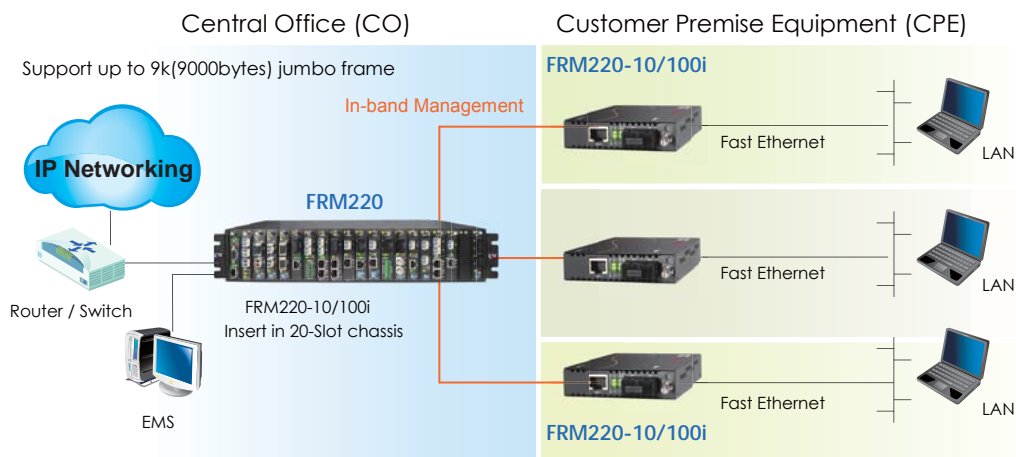 Central Office (CO)
Customer Premise Equipment (CPE)
Support up to 9k(9000bytes) jumbo frame
In-band Management
IP Networking
FRM220
Router / Switch
FRM220-10/100i
Insert in 20-Slot chassis
EMS
FRM220-10/100i
Fast Ethernet
LAN
Fast Ethernet
LAN
Fast Ethernet
LAN
FRM220-10/100i